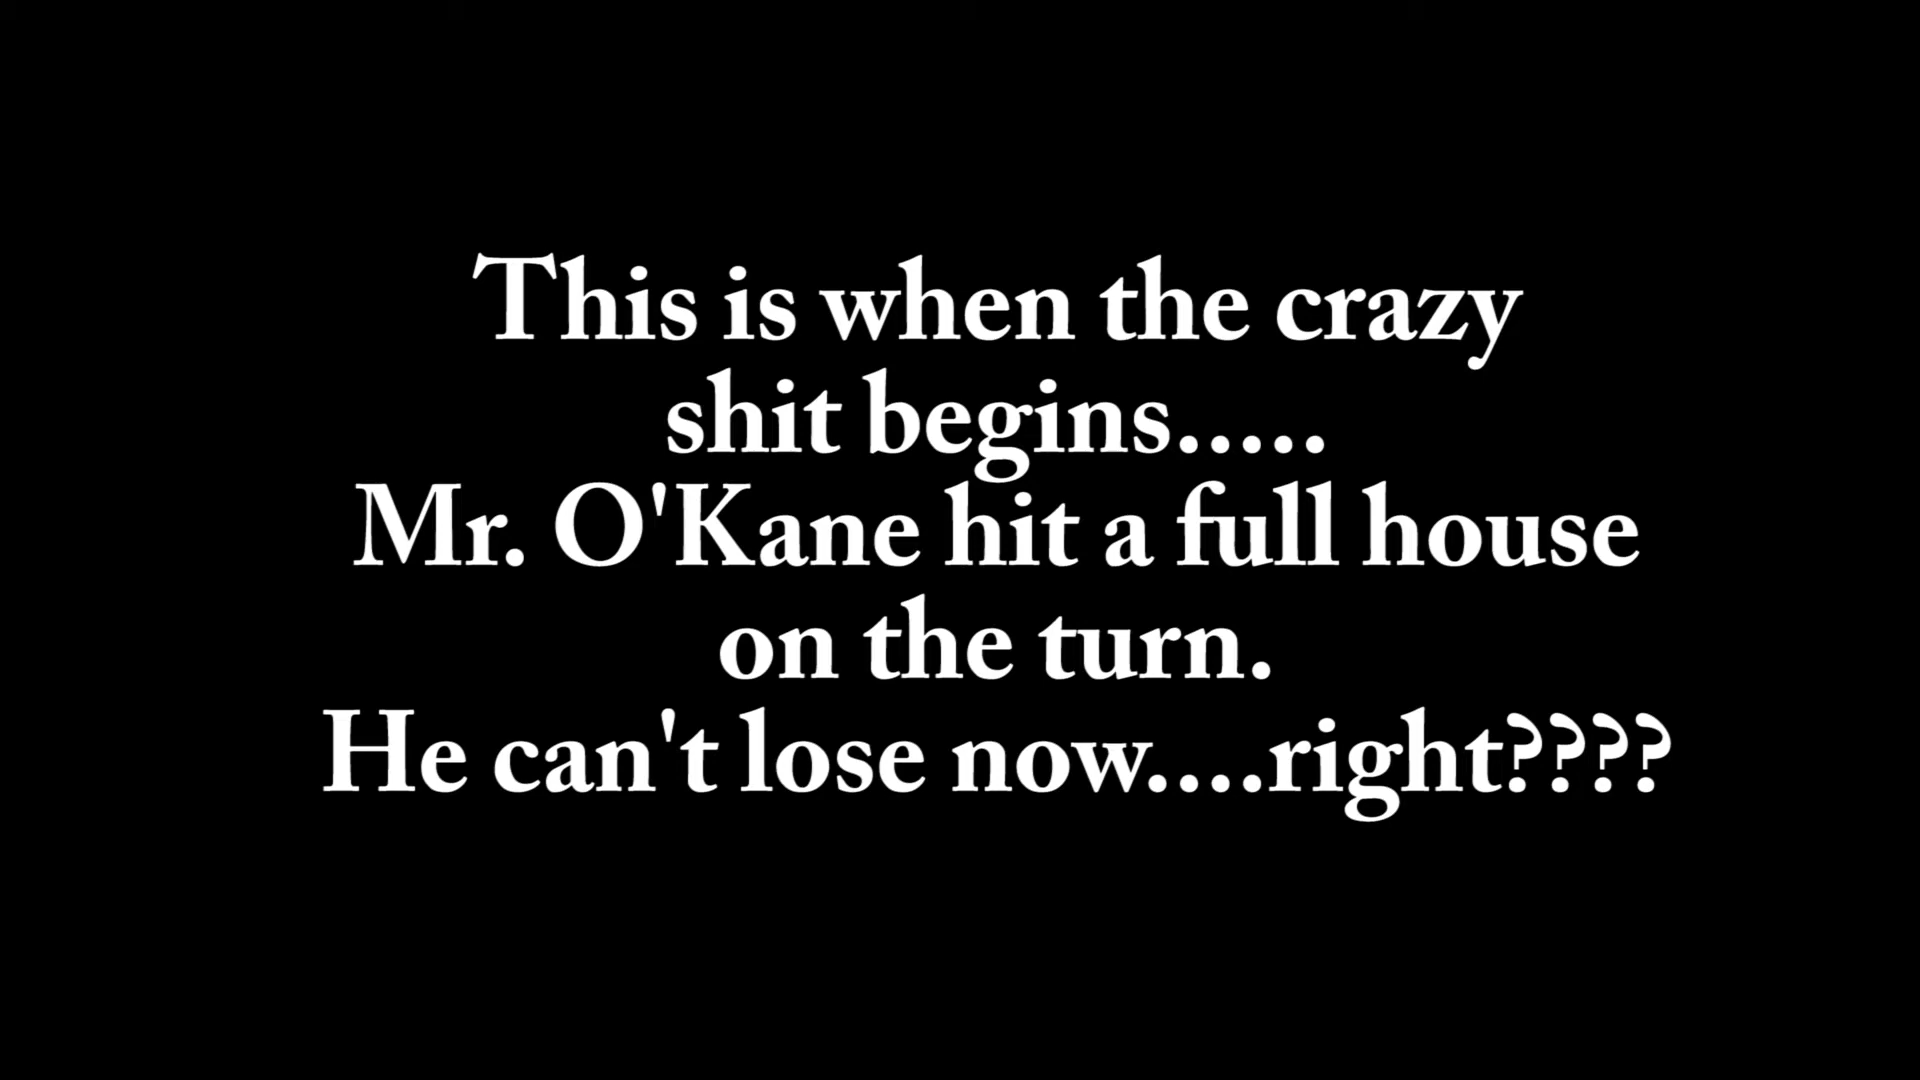 This is when the crazy
shit begins.....
Mr. O'Kane hit a full house
on the turn.
He can't lose now....right????